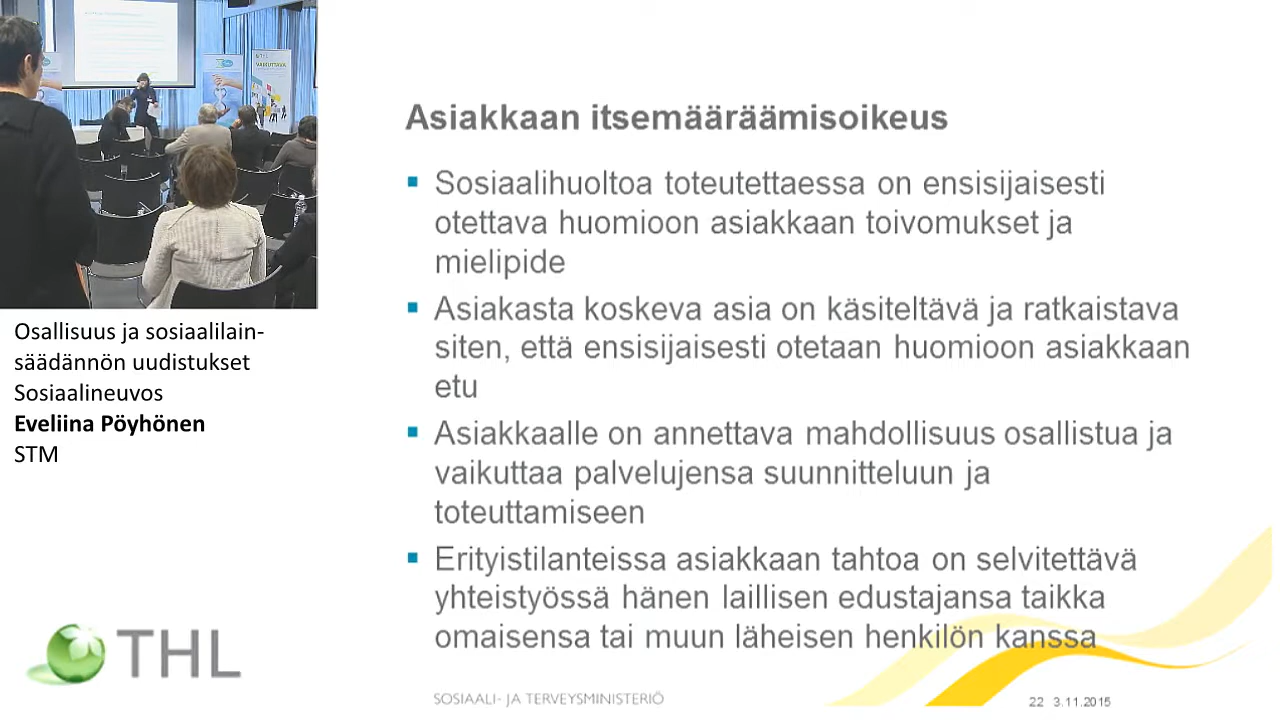 THL
VAIKUTTAVA
Osallisuus ja sosiaalilain-
säädännön uudistukset
Sosiaalineuvos
Eveliina Pöyhönen
STM
THL
Asiakkaan itsemääräämisoikeus
▪ Sosiaalihuoltoa toteutettaessa on ensisijaisesti
otettava huomioon asiakkaan toivomukset ja
mielipide
▪ Asiakasta koskeva asia on käsiteltävä ja ratkaistava
siten, että ensisijaisesti otetaan huomioon asiakkaan
etu
▪ Asiakkaalle on annettava mahdollisuus osallistua ja
vaikuttaa palvelujensa suunnitteluun ja
toteuttamiseen
▪ Erityistilanteissa asiakkaan tahtoa on selvitettävä
yhteistyössä hänen laillisen edustajansa taikka
omaisensa tai muun läheisen henkilön kanssa
SOSIAALI- JA TERVEYSMINISTERIÖ
22 3.11.2015